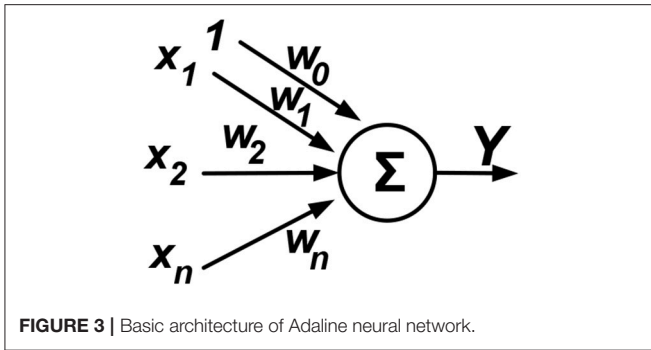 1
w0
x1
w1
w2
x2
Σ
Y
xn
wn
FIGURE 3 | Basic architecture of Adaline neural network.